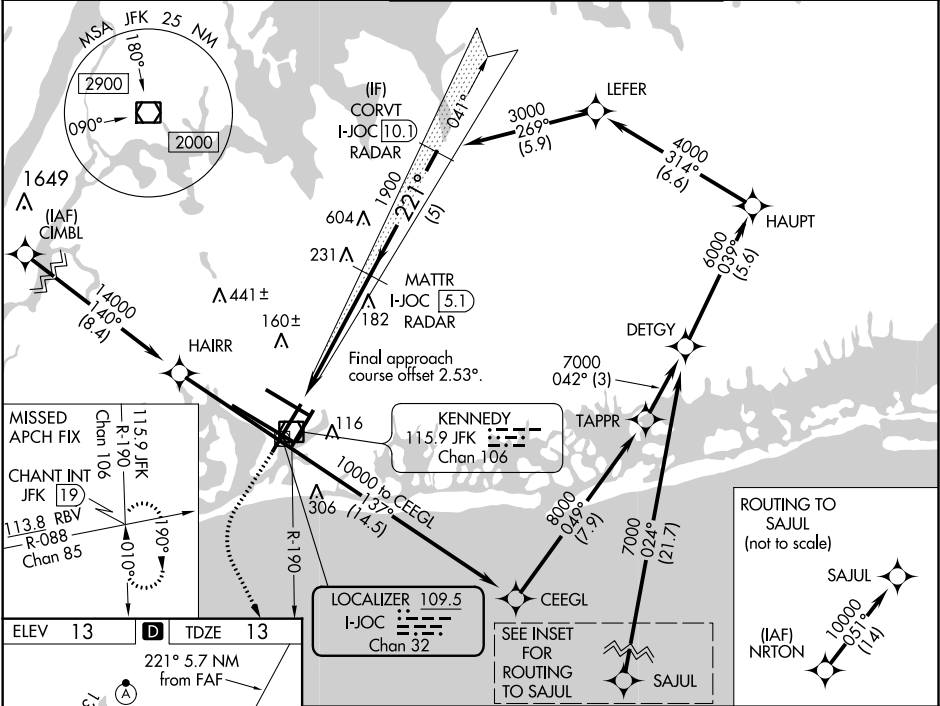 MSA JFK 25 NM
180°
2900
090°
2000
1649
(IAF)
CIMBL
14000
140°
(8.4)
HAIRR
441±
160±
604
231
(IF)
CORVT
I-JOC 10.1
RADAR
041°
1900
221°
(5)
MATTR
I-JOC 5.1
RADAR
182
Final approach
course offset 2.53°.
LEFER
3000
269°
(5.9)
4000
314°
(6.6)
HAUPT
6000
039°
(5.6)
DETGY
7000
042° (3)
TAPPR
KENNEDY
115.9 JFK
Chan 106
116
306
10000 to CEEGL
137°
(14.5)
8000
049°
(7.9)
7000
024°
(21.7)
CEEGL
R-190
LOCALIZER 109.5
I-JOC
Chan 32
SEE INSET
FOR
ROUTING
TO SAJUL
SAJUL
ROUTING TO
SAJUL
(not to scale)
SAJUL
10000
051°
(14)
(IAF)
NRTON
MISSED
APCH FIX
115.9 JFK
R-190
Chan 106
CHANT INT
JFK 19
113.8 RBV
R-088
Chan 85
010°
190°
ELEV 13
D
TDZE 13
221° 5.7 NM
from FAF
A